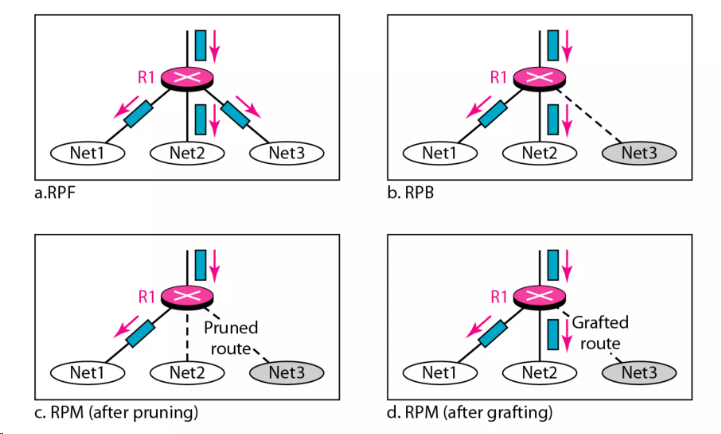 R1
Net1
Net2
Net3
a.RPF
R1
Net1
Net2
Net3
b. RPB
R1
Pruned
route
Net1
Net2
Net3
c. RPM (after pruning)
R1
Grafted
route
Net1
Net2
Net3
d. RPM (after grafting)